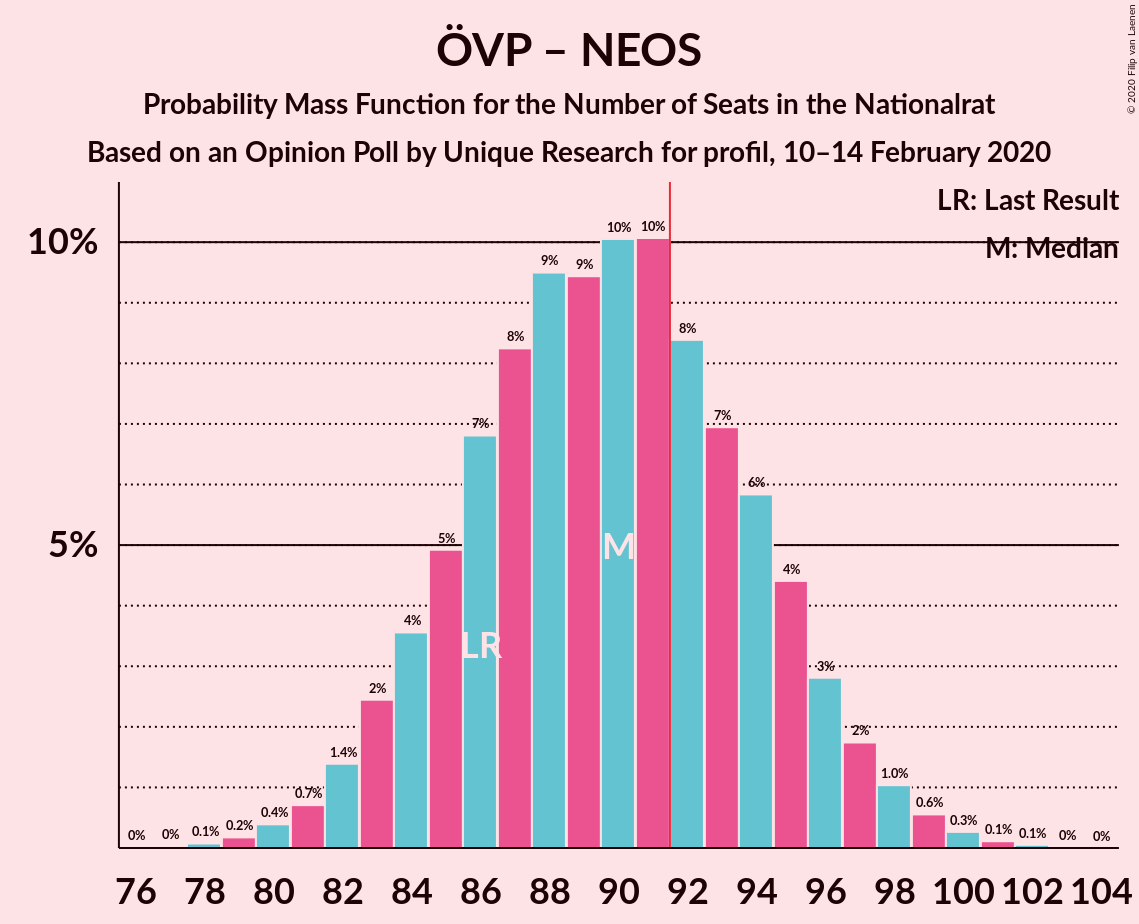 ÖVP – NEOS
Probability Mass Function for the Number of Seats in the Nationalrat
Based on an Opinion Poll by Unique Research for profil, 10–14 February 2020
© 2020 Filip van Laenen
LR: Last Result
M: Median
10%
5%
0% 0% 0.1% 0.2% 0.4% 0.7% 1.4% 2% 4% 5% 7% 8% 9% 9% 10% 10% 8% 7% 6% 4% 3% 2% 1.0% 0.6% 0.3% 0.1% 0.1% 0% 0%
M
LR
76 78 80 82 84 86 88 90 92 94 96 98 100 102 104